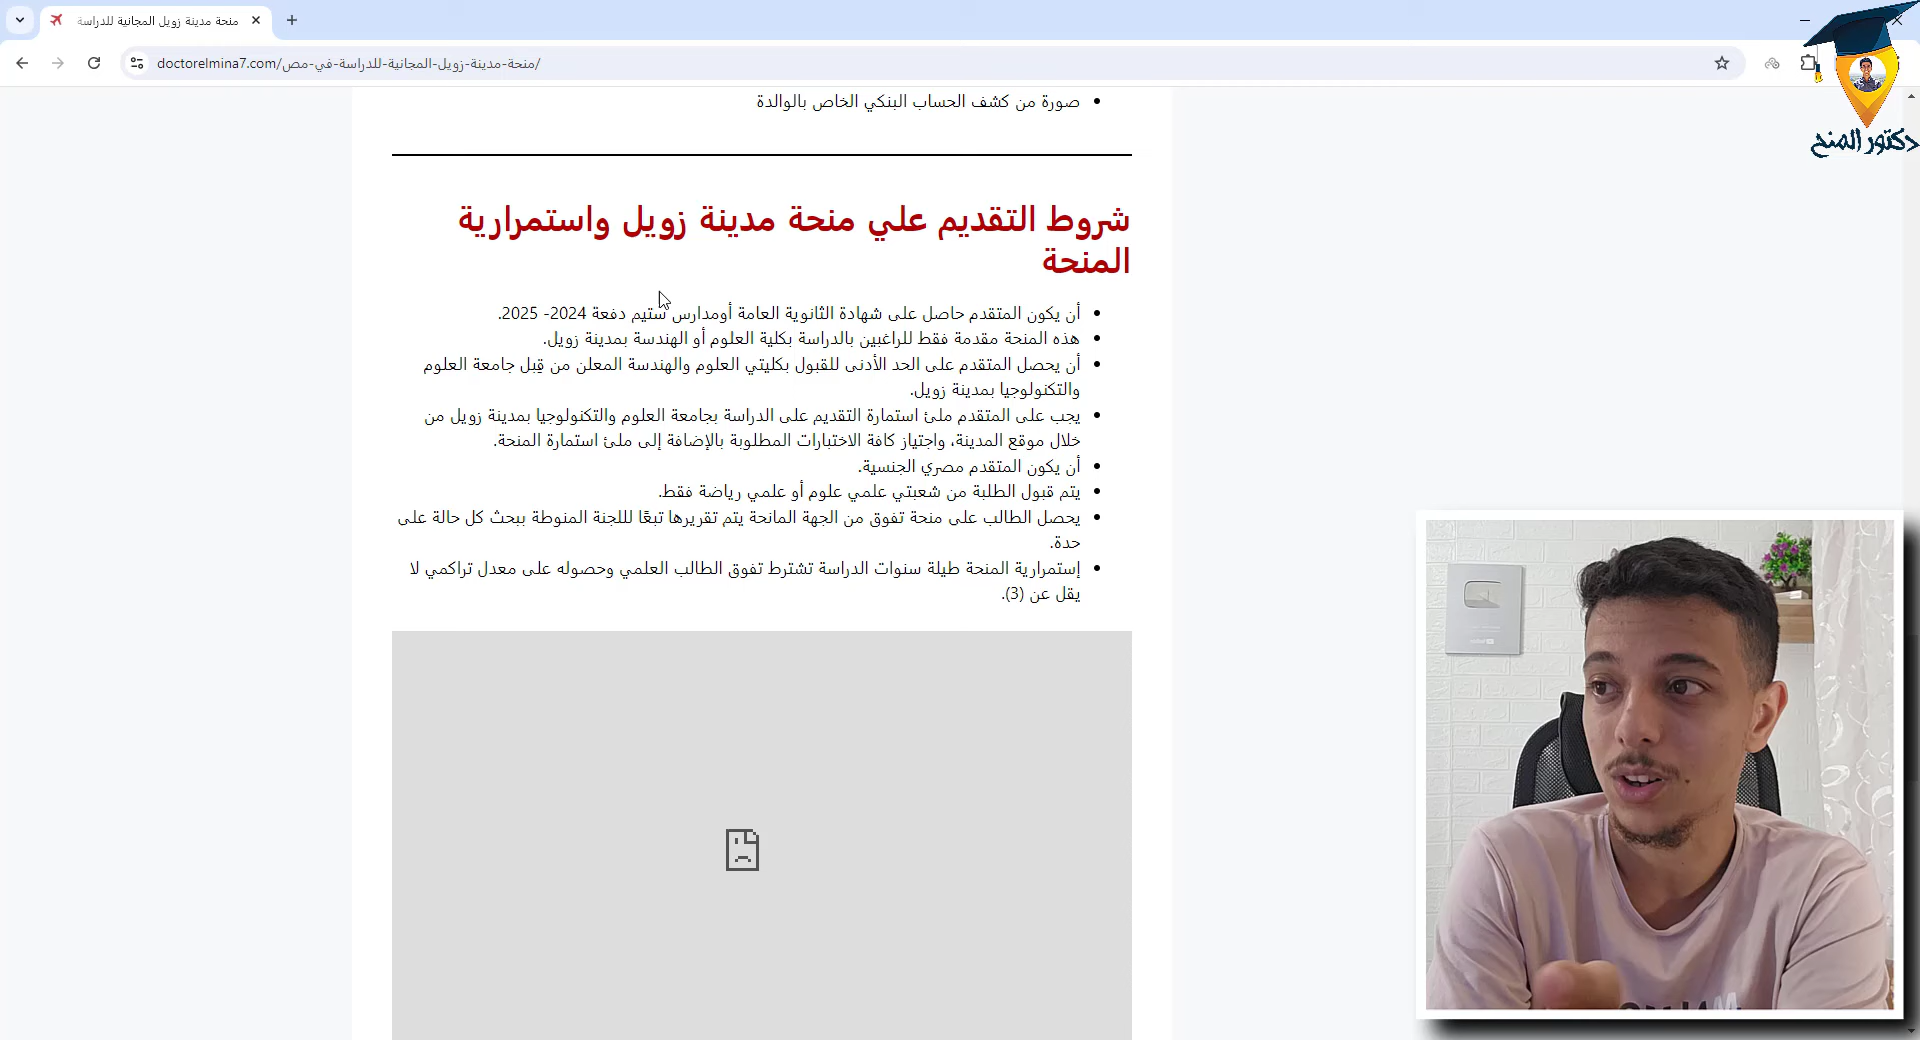 منحة مدينة زويل المجانية للدراسة
doctorelmina7.com/منحة-مدينة-زويل-المجانية-للدراسة-في-مصر/
دكتور المنح
صورة من كشف الحساب البنكي الخاص بالوالدة
شروط التقديم علي منحة مدينة زويل واستمرارية
المنحة
أن يكون المتقدم حاصل على شهادة الثانوية العامة أومدارس ستيم دفعة 2024- 2025.
هذه المنحة مقدمة فقط للراغبين بالدراسة بكلية العلوم أو الهندسة بمدينة زويل.
أن يحصل المتقدم على الحد الأدنى للقبول بكليتي العلوم والهندسة المعلن من قِبل جامعة العلوم
والتكنولوجيا بمدينة زويل.
يجب على المتقدم ملئ استمارة التقديم على الدراسة بجامعة العلوم والتكنولوجيا بمدينة زويل من
خلال موقع المدينة، واجتياز كافة الاختبارات المطلوبة بالإضافة إلى ملئ استمارة المنحة.
أن يكون المتقدم مصري الجنسية.
يتم قبول الطلبة من شعبتي علمي علوم أو علمي رياضة فقط.
يحصل الطالب على منحة تفوق من الجهة المانحة يتم تقريرها تبعًا لللجنة المنوطة ببحث كل حالة على
حدة.
إستمرارية المنحة طيلة سنوات الدراسة تشترط تفوق الطالب العلمي وحصوله على معدل تراكمي لا
يقل عن (3).